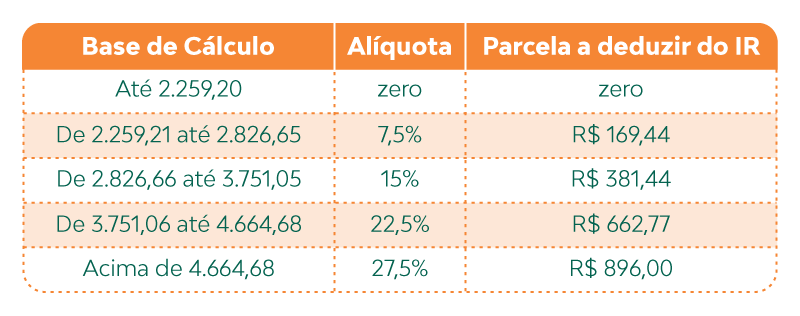 Base de Cálculo Alíquota Parcela a deduzir do IR
Até 2.259,20 zero zero
De 2.259,21 até 2.826,65 7,5% R$ 169,44
De 2.826,66 até 3.751,05 15% R$ 381,44
De 3.751,06 até 4.664,68 22,5% R$ 662,77
Acima de 4.664,68 27,5% R$ 896,00